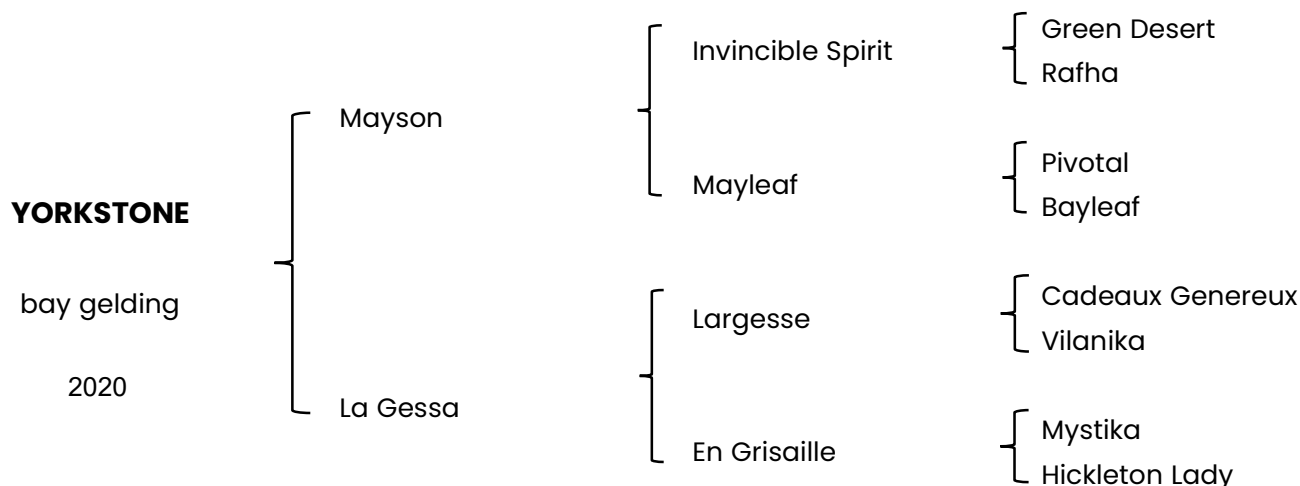 YORKSTONE
bay gelding
2020
Mayson
La Gessa
Invincible Spirit
Mayleaf
Largesse
En Grisaille
Green Desert
Rafha
Pivotal
Bayleaf
Cadeaux Genereux
Vilanika
Mystika
Hickleton Lady